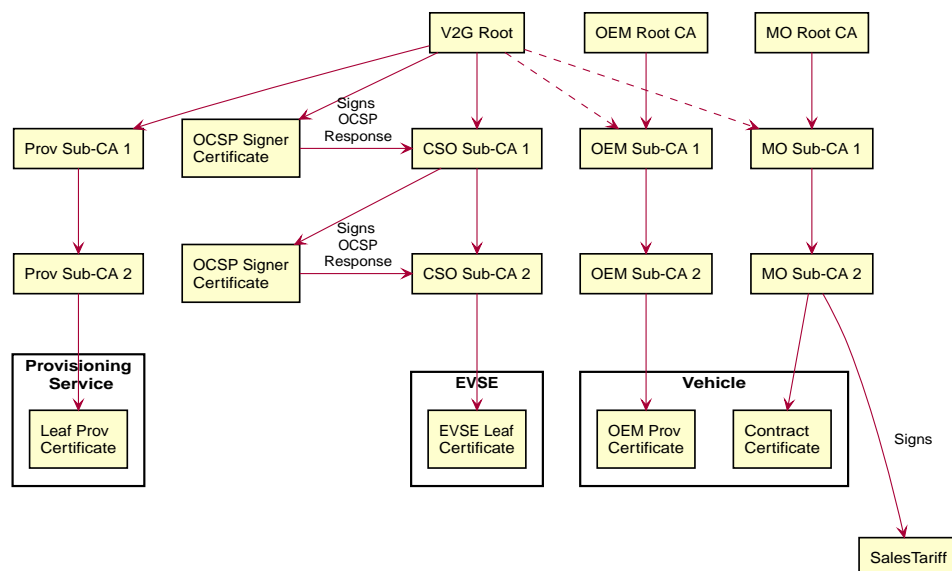 V2G Root
OEM Root CA
MO Root CA
Signs
OCSP
Response
Prov Sub-CA 1
OCSP Signer
Certificate
CSO Sub-CA 1
OEM Sub-CA 1
MO Sub-CA 1
Signs
OCSP
Response
Prov Sub-CA 2
OCSP Signer
Certificate
CSO Sub-CA 2
OEM Sub-CA 2
MO Sub-CA 2
Provisioning
Service
EVSE
Vehicle
Leaf Prov
Certificate
EVSE Leaf
Certificate
OEM Prov
Certificate
Contract
Certificate
Signs
SalesTariff